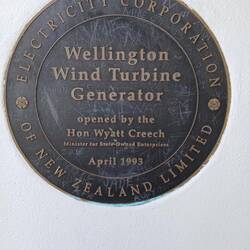 ELECTRICITY CORPORATION
Wellington
Wind Turbine
Generator
opened by the
Hon Wyatt Creech
Minister for State Owned Enterprises
April 1993
OF NEW ZEALAND LIMITED